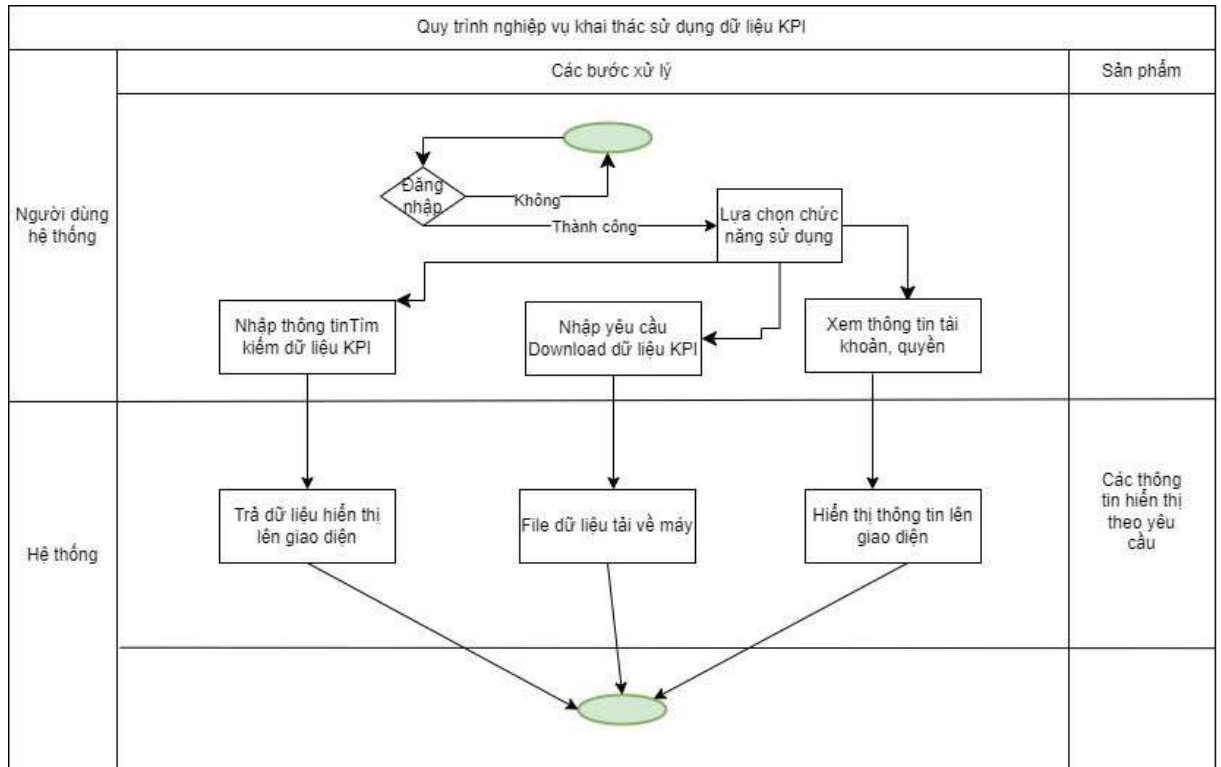 Quy trình nghiệp vụ khai thác sử dụng dữ liệu KPI
Các bước xử lý
Sản phẩm
Người dùng
hệ thống
Đăng
nhập
Không
Thành công
Lựa chọn chức
năng sử dụng
Nhập thông tinTìm
kiếm dữ liệu KPI
Nhập yêu cầu
Download dữ liệu KPI
Xem thông tin tài
khoản, quyền
Hệ thống
Trả dữ liệu hiển thị
lên giao diện
File dữ liệu tải về máy
Hiển thị thông tin lên
giao diện
Các thông
tin hiển thị
theo yêu
cầu